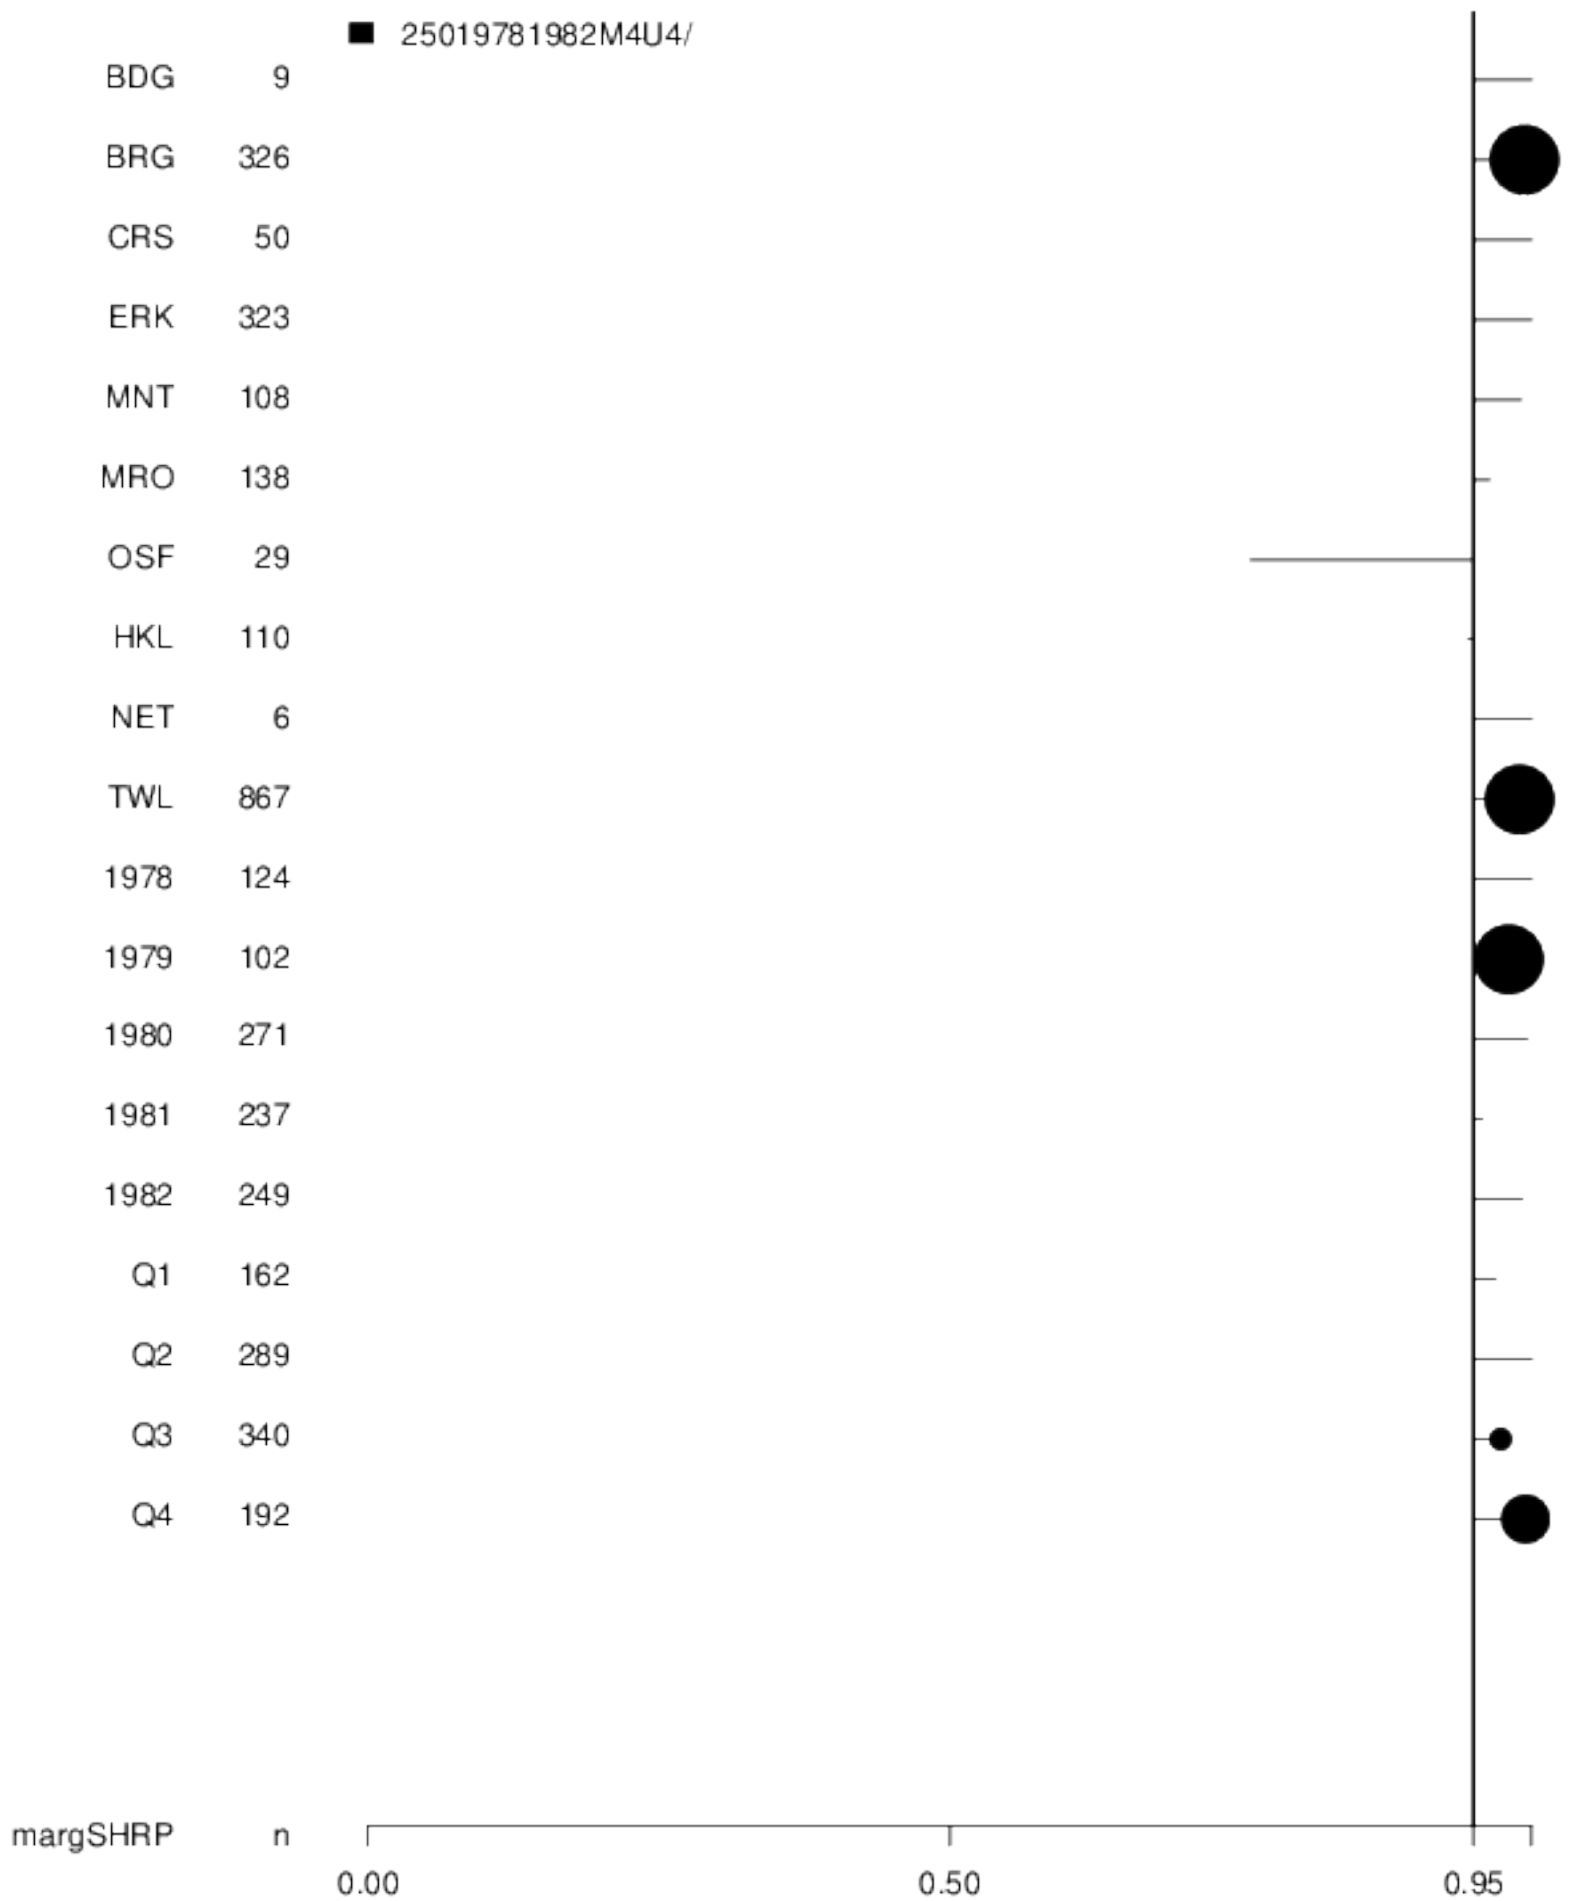 25019781982M4U4/
BDG 9
BRG 326
CRS 50
ERK 323
MNT 108
MRO 138
OSF 29
HKL 110
NET 6
TWL 867
1978 124
1979 102
1980 271
1981 237
1982 249
Q1 162
Q2 289
Q3 340
Q4 192
margSHRP n
0.00 0.50 0.95